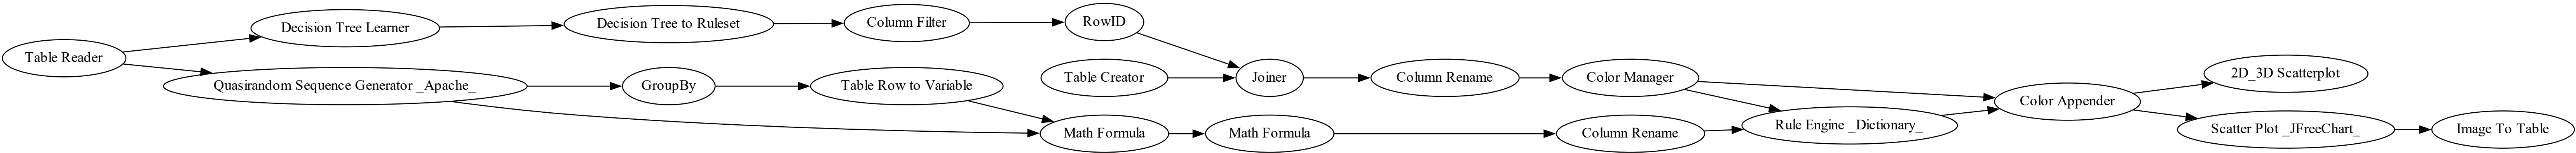 Table Reader
Decision Tree Learner
Decision Tree to Ruleset
Column Filter
RowID
Quasirandom Sequence Generator _Apache_
GroupBy
Table Row to Variable
Table Creator
Joiner
Column Rename
Color Manager
Math Formula
Math Formula
Column Rename
Rule Engine _Dictionary_
Color Appender
2D_3D Scatterplot
Scatter Plot _JFreeChart_
Image To Table